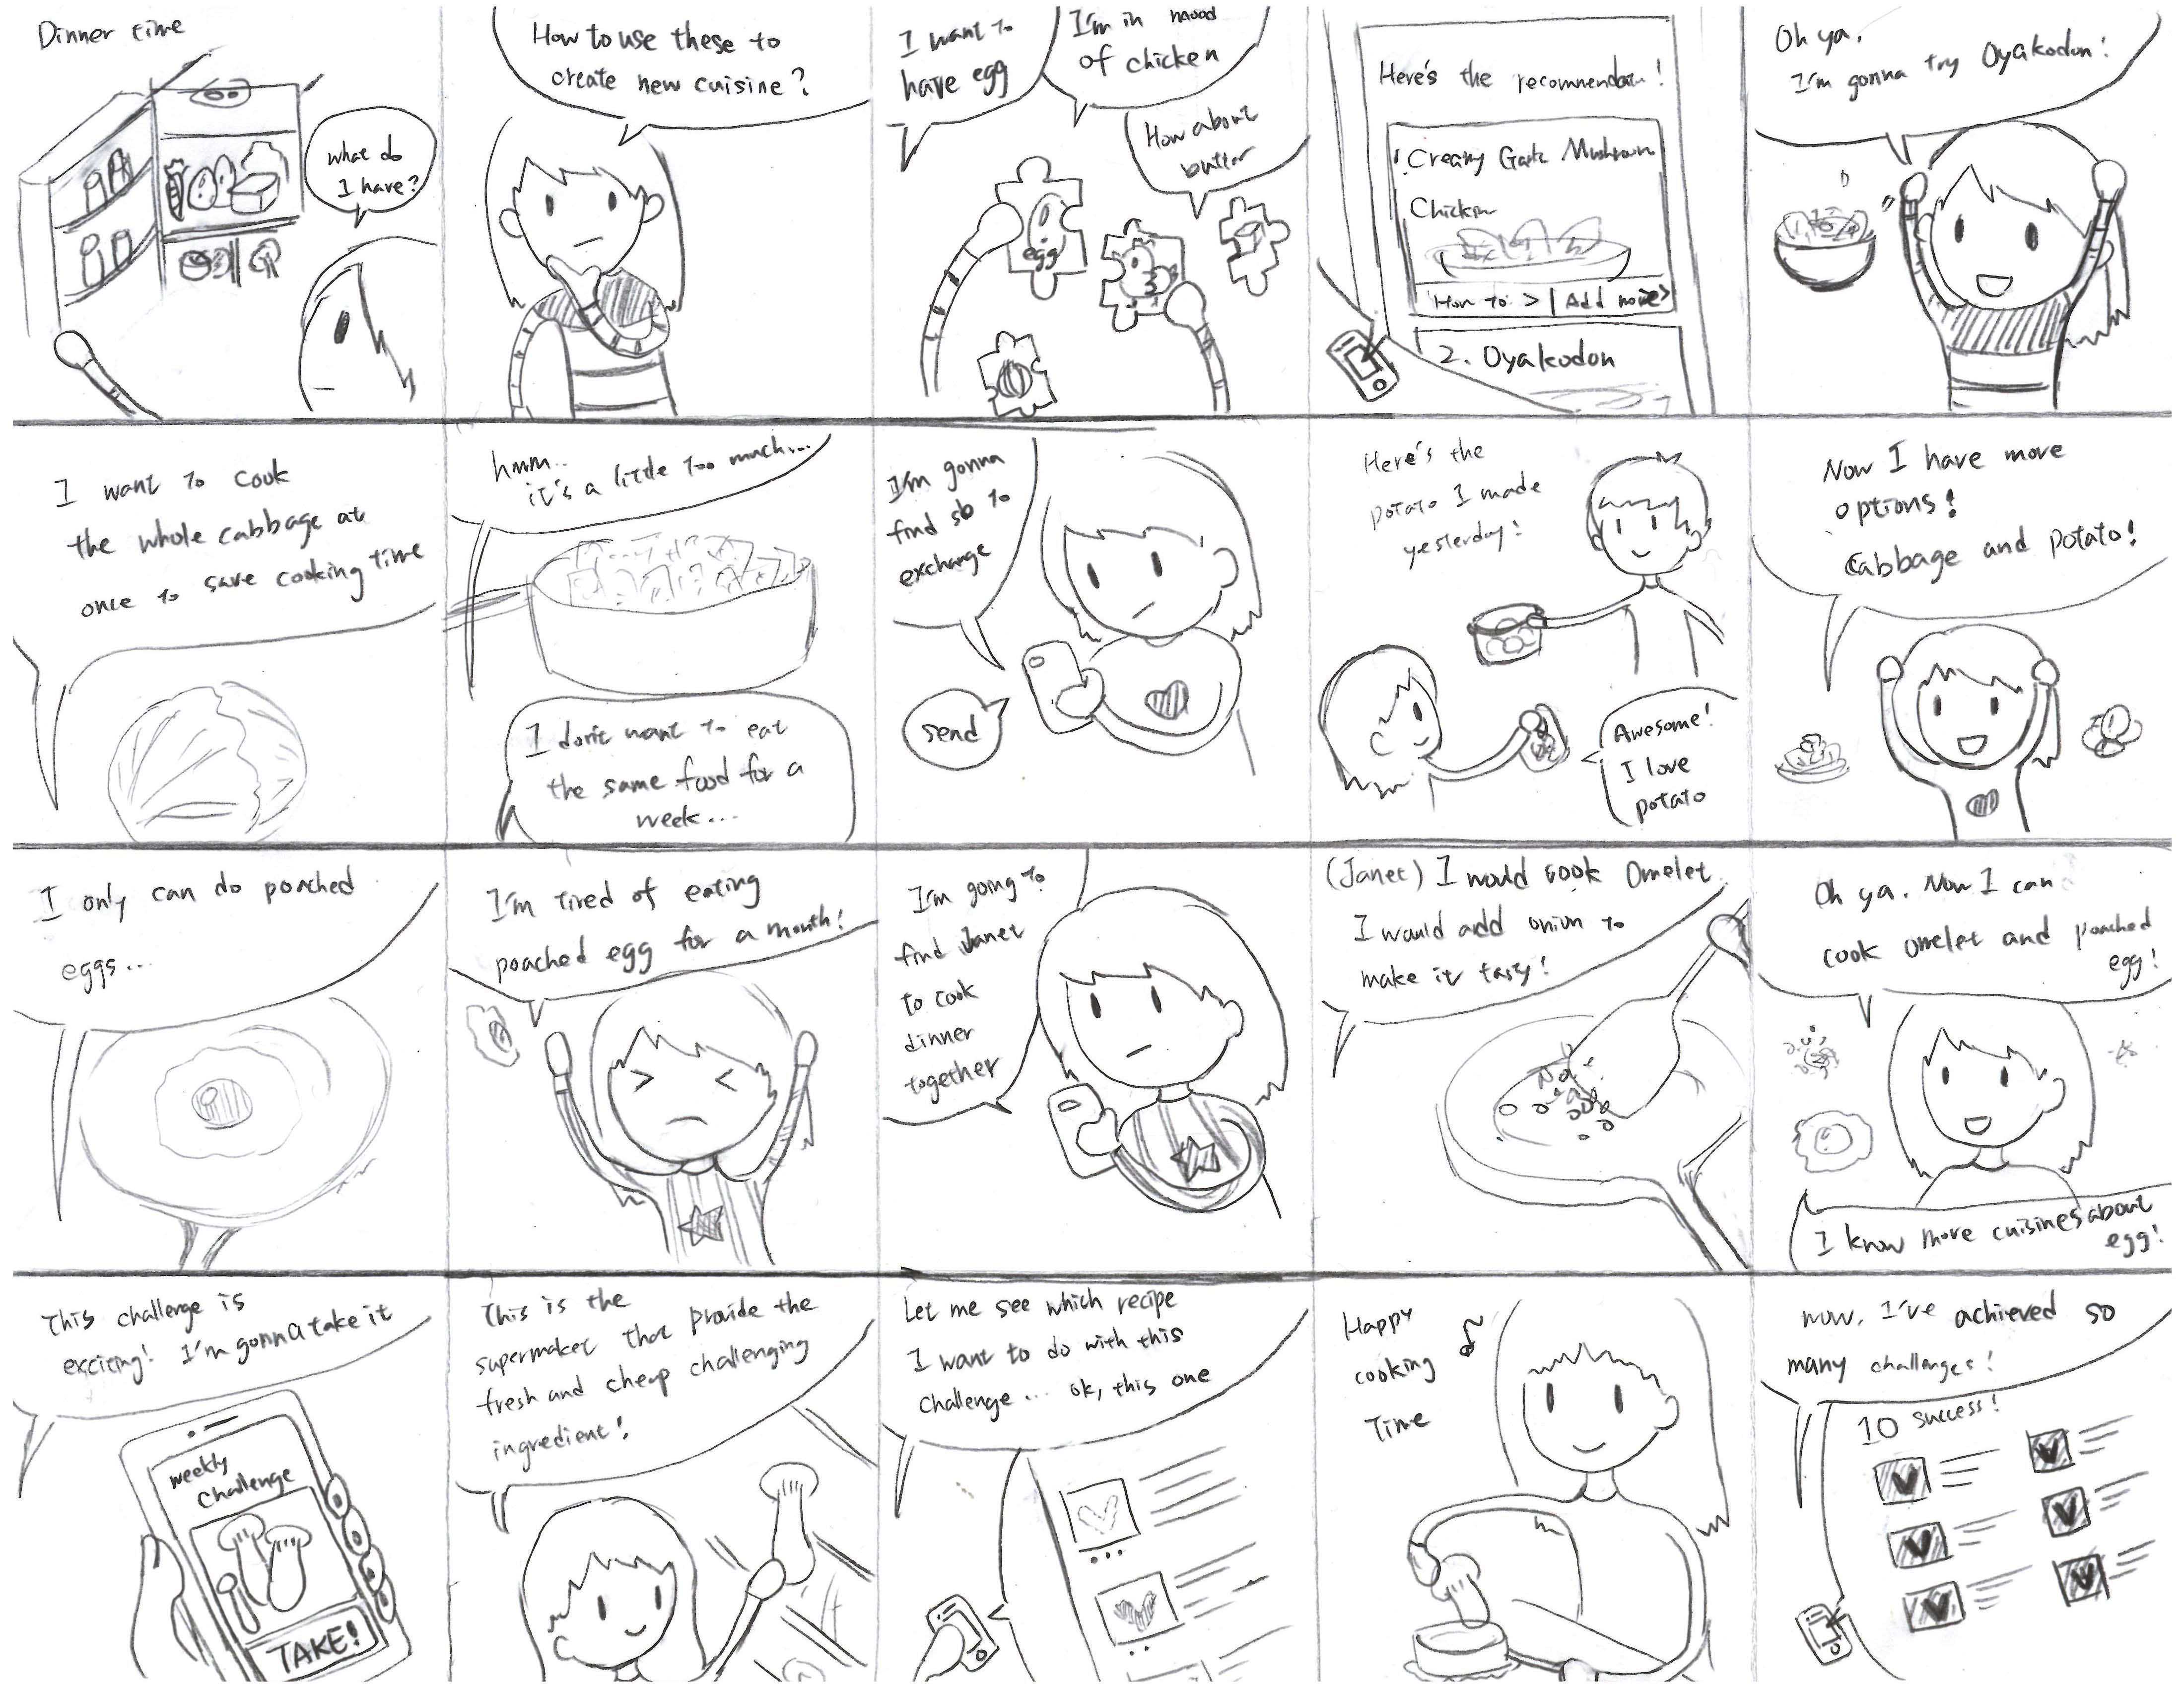 Dinner time
what do
I have?
How to use these to
create new cuisine?
I want to
have egg
I'm in mood
of chicken
How about
butter
egg
Here's the recommendation!
1. Creamy Garlic Mushroom
Chicken
How to > | Add more>
2. Oyakodon
Oh ya,
I'm gonna try Oyakodon!
I want to cook
the whole cabbage at
once to save cooking time
hmm..
it's a little too much...
I don't want to eat
the same food for a
week...
I'm gonna
find sb to
exchange
send
Here's the
potato I made
yesterday!
Awesome!
I love
potato
Now I have more
options!
Cabbage and potato!
I only can do poached
eggs...
I'm tired of eating
poached egg for a month!
I'm going to
find Janet
to cook
dinner
together
(Janet) I would cook Omelet.
I would add onion to
make it tasty!
Oh ya. Now I can
cook omelet and poached
egg!
I know more cuisines about
egg!
This challenge is
exciting! I'm gonna take it
weekly
challenge
TAKE!
This is the
supermaket that provide the
fresh and cheap challenging
ingredient!
Let me see which recipe
I want to do with this
challenge... ok, this one
Happy
cooking
Time
wow, I've achieved so
many challenges!
10 success!